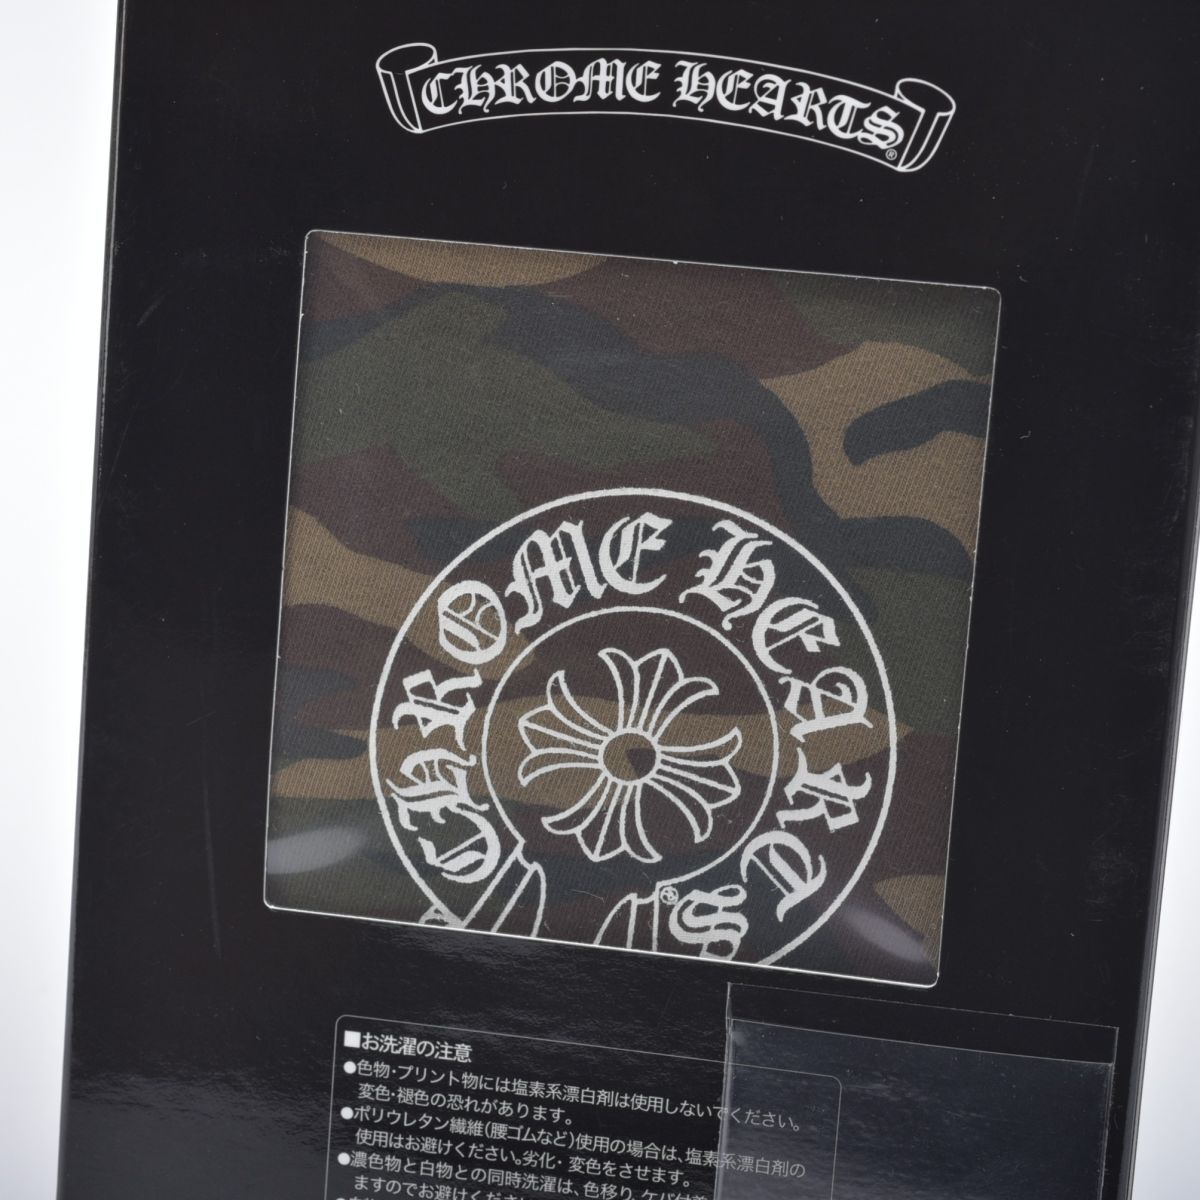 CHROME HEARTS
®
CHROME HEARTS
®
■お洗濯の注意
●色物・プリント物には塩素系漂白剤は使用しないでください。
変色・褪色の恐れがあります。
●ポリウレタン繊維（腰ゴムなど）使用の場合は、塩素系漂白剤の
使用はお避けください。劣化・変色をさせます。
●濃色物と白物との同時洗濯は、色移り、ケバ付着
ますのでお避けくださ